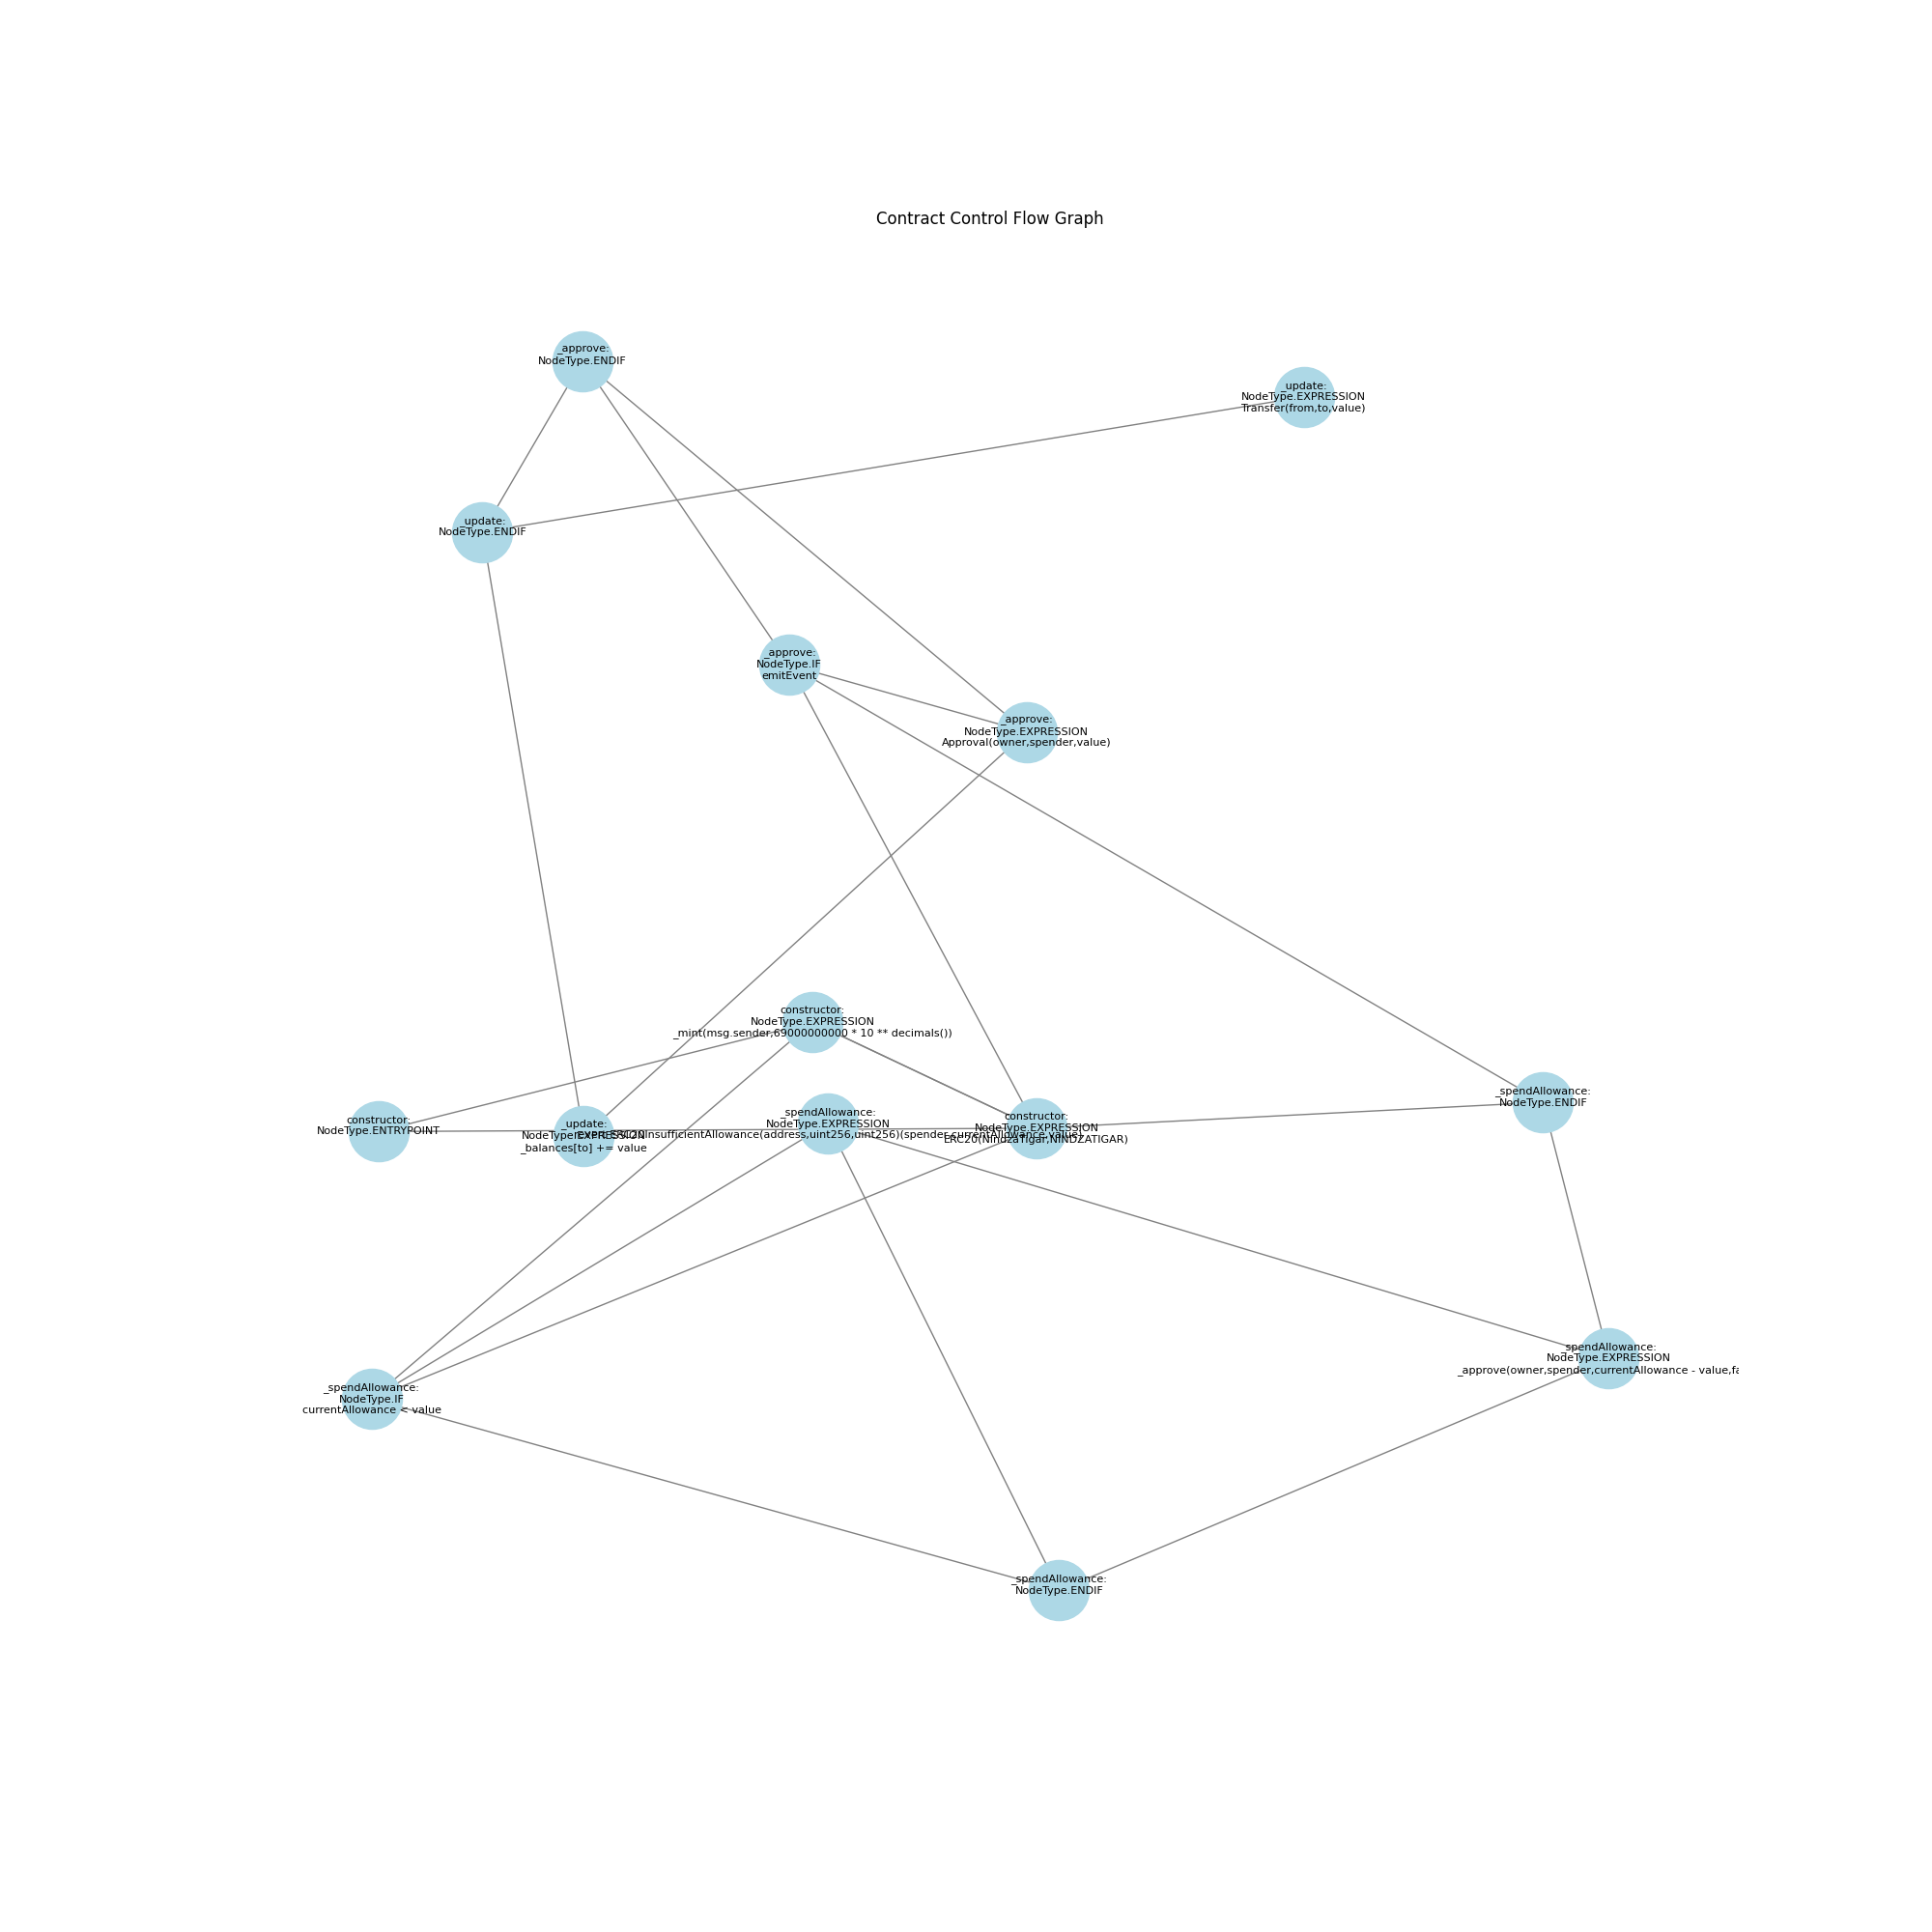 Contract Control Flow Graph
_approve:
NodeType.ENDIF
_update:
NodeType.EXPRESSION
Transfer(from,to,value)
_update:
NodeType.ENDIF
_approve:
NodeType.IF
emitEvent
_approve:
NodeType.EXPRESSION
Approval(owner,spender,value)
constructor:
NodeType.EXPRESSION
_mint(msg.sender,69000000000 * 10 ** decimals())
_spendAllowance:
NodeType.ENDIF
constructor:
NodeType.ENTRYPOINT
_update:
NodeType.EXPRESSION
_balances[to] += value
_spendAllowance:
NodeType.EXPRESSION
ERC20InsufficientAllowance(address,uint256,uint256)(spender,currentAllowance,value)
constructor:
NodeType.EXPRESSION
ERC20(NindzaTigar,NINDZATIGAR)
_spendAllowance:
NodeType.EXPRESSION
_approve(owner,spender,currentAllowance - value,fa
_spendAllowance:
NodeType.IF
currentAllowance < value
_spendAllowance:
NodeType.ENDIF